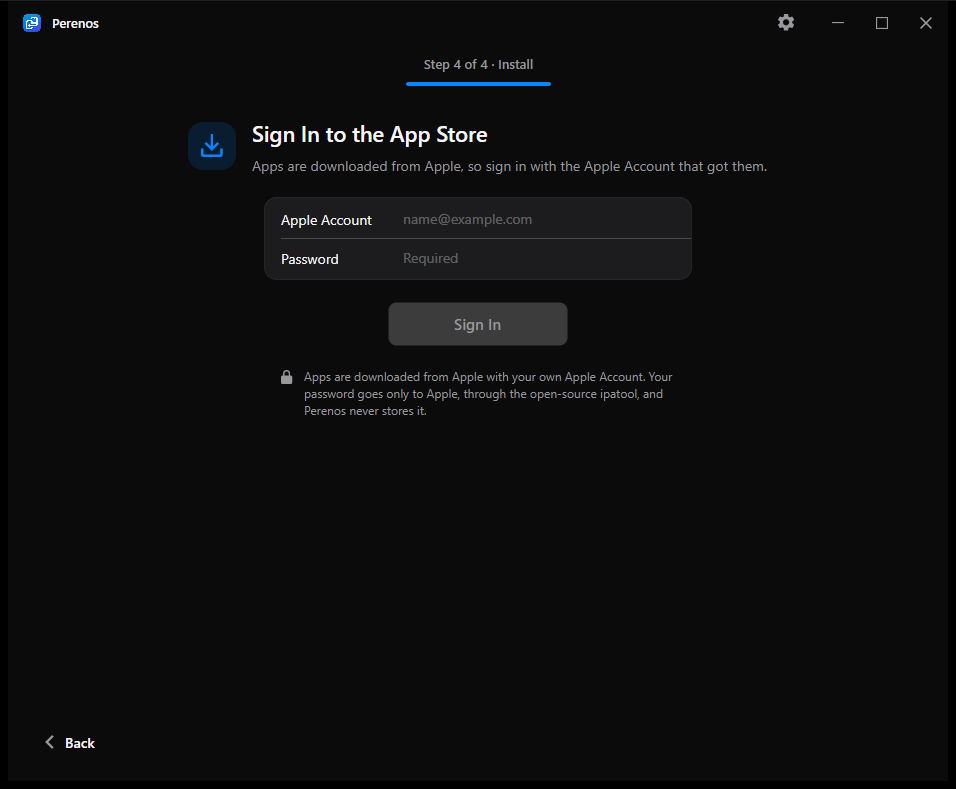 Perenos
Step 4 of 4 · Install
Sign In to the App Store
Apps are downloaded from Apple, so sign in with the Apple Account that got them.
Apple Account name@example.com
Password Required
Sign In
Apps are downloaded from Apple with your own Apple Account. Your
password goes only to Apple, through the open-source ipatool, and
Perenos never stores it.
Back